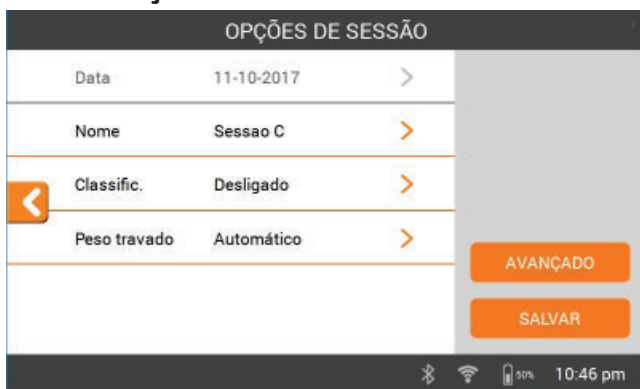 OPÇÕES DE SESSÃO
Data 11-10-2017
Nome Sessao C
Classific. Desligado
Peso travado Automático
AVANÇADO
SALVAR
50% 10:46 pm